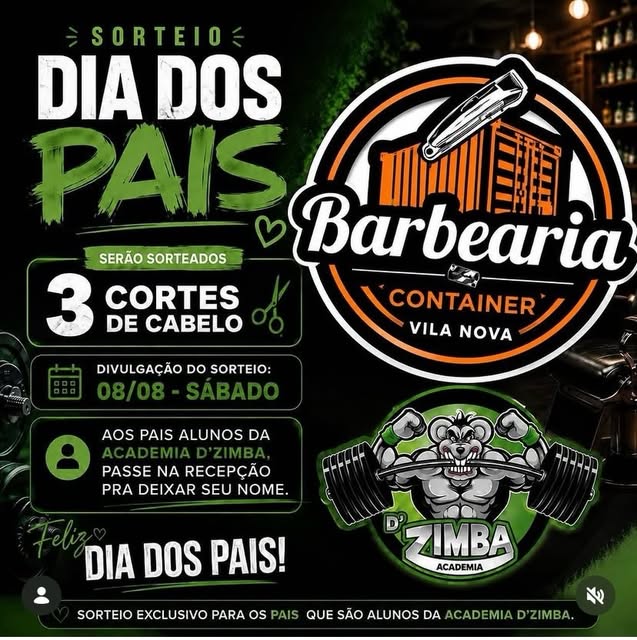 SORTEIO
DIA DOS
PAIS
SERÃO SORTEADOS
3 CORTES
DE CABELO
DIVULGAÇÃO DO SORTEIO:
08/08 - SÁBADO
AOS PAIS ALUNOS DA
ACADEMIA D'ZIMBA,
PASSE NA RECEPÇÃO
PRA DEIXAR SEU NOME.
Feliz
DIA DOS PAIS!
Barbearia
CONTAINER
VILA NOVA
D'ZIMBA
ACADEMIA
SORTEIO EXCLUSIVO PARA OS PAIS QUE SÃO ALUNOS DA ACADEMIA D'ZIMBA.